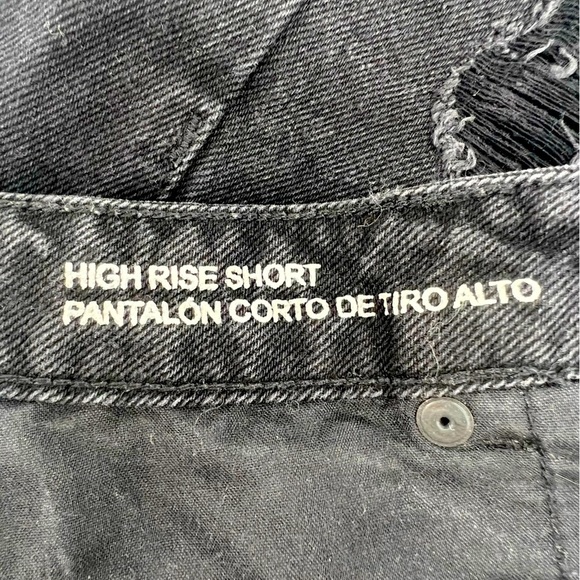 HIGH RISE SHORT
PANTALÓN CORTO DE TIRO ALTO